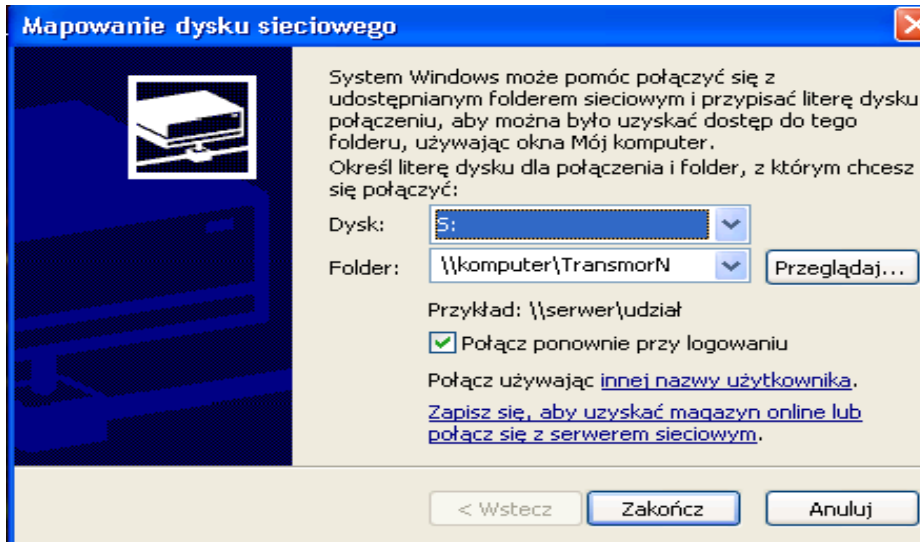 Mapowanie dysku sieciowego
System Windows może pomóc połączyć się z
udostępnianym folderem sieciowym i przypisać literę dysku
połączeniu, aby można było uzyskać dostęp do tego
folderu, używając okna Mój komputer.
Określ literę dysku dla połączenia i folder, z którym chcesz
się połączyć:
Dysk: S:
Folder: \\komputer\TransmorN Przeglądaj...
Przykład: \\serwer\udział
Połącz ponownie przy logowaniu
Połącz używając innej nazwy użytkownika.
Zapisz się, aby uzyskać magazyn online lub
połącz się z serwerem sieciowym.
< Wstecz Zakończ Anuluj